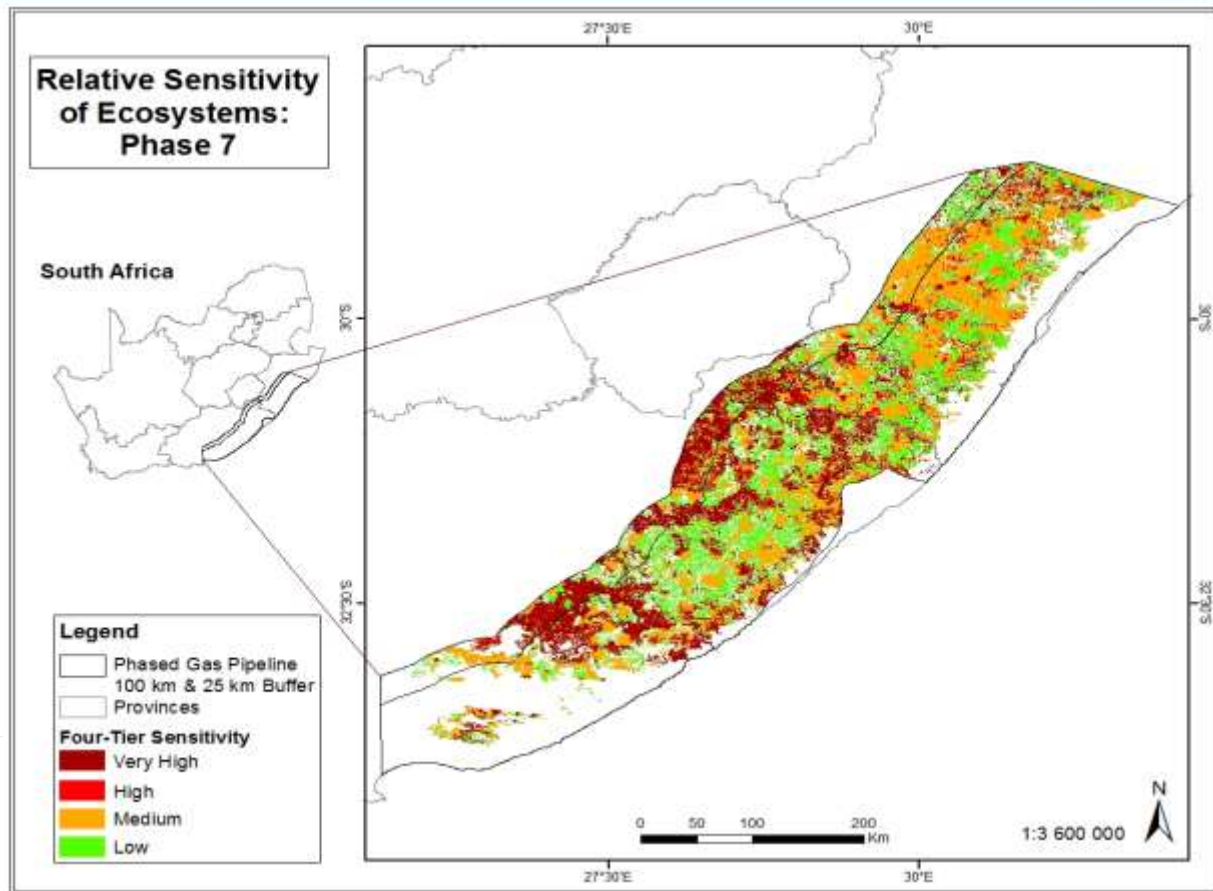 Relative Sensitivity
of Ecosystems:
Phase 7
27°30'E
30°E
South Africa
30°S
30°S
32°30'S
32°30'S
Legend
Phased Gas Pipeline
100 km & 25 km Buffer
Provinces
Four-Tier Sensitivity
Very High
High
Medium
Low
0 50 100 200
Km
1:3 600 000
N
27°30'E
30°E